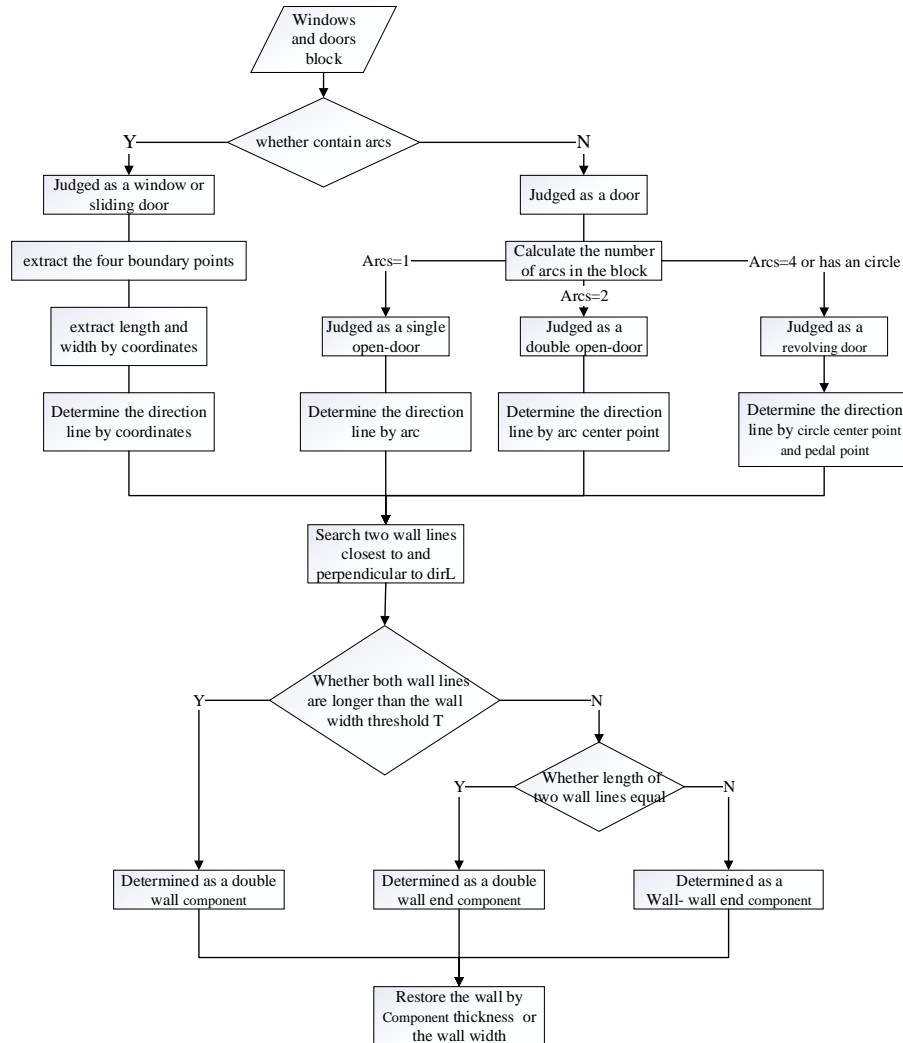 Windows
and doors
block
whether contain arcs
Y
N
Judged as a window or
sliding door
Judged as a door
extract the four boundary points
Calculate the number
of arcs in the block
Arcs=1
Arcs=2
Arcs=4 or has an circle
extract length and
width by coordinates
Judged as a single
open-door
Judged as a
double open-door
Judged as a
revolving door
Determine the direction
line by coordinates
Determine the direction
line by arc
Determine the direction
line by arc center point
Determine the direction
line by circle center point
and pedal point
Search two wall lines
closest to and
perpendicular to dirL
Whether both wall lines
are longer than the wall
width threshold T
Y
N
Whether length of
two wall lines equal
Y
N
Determined as a double
wall component
Determined as a double
wall end component
Determined as a
Wall- wall end component
Restore the wall by
Component thickness or
the wall width